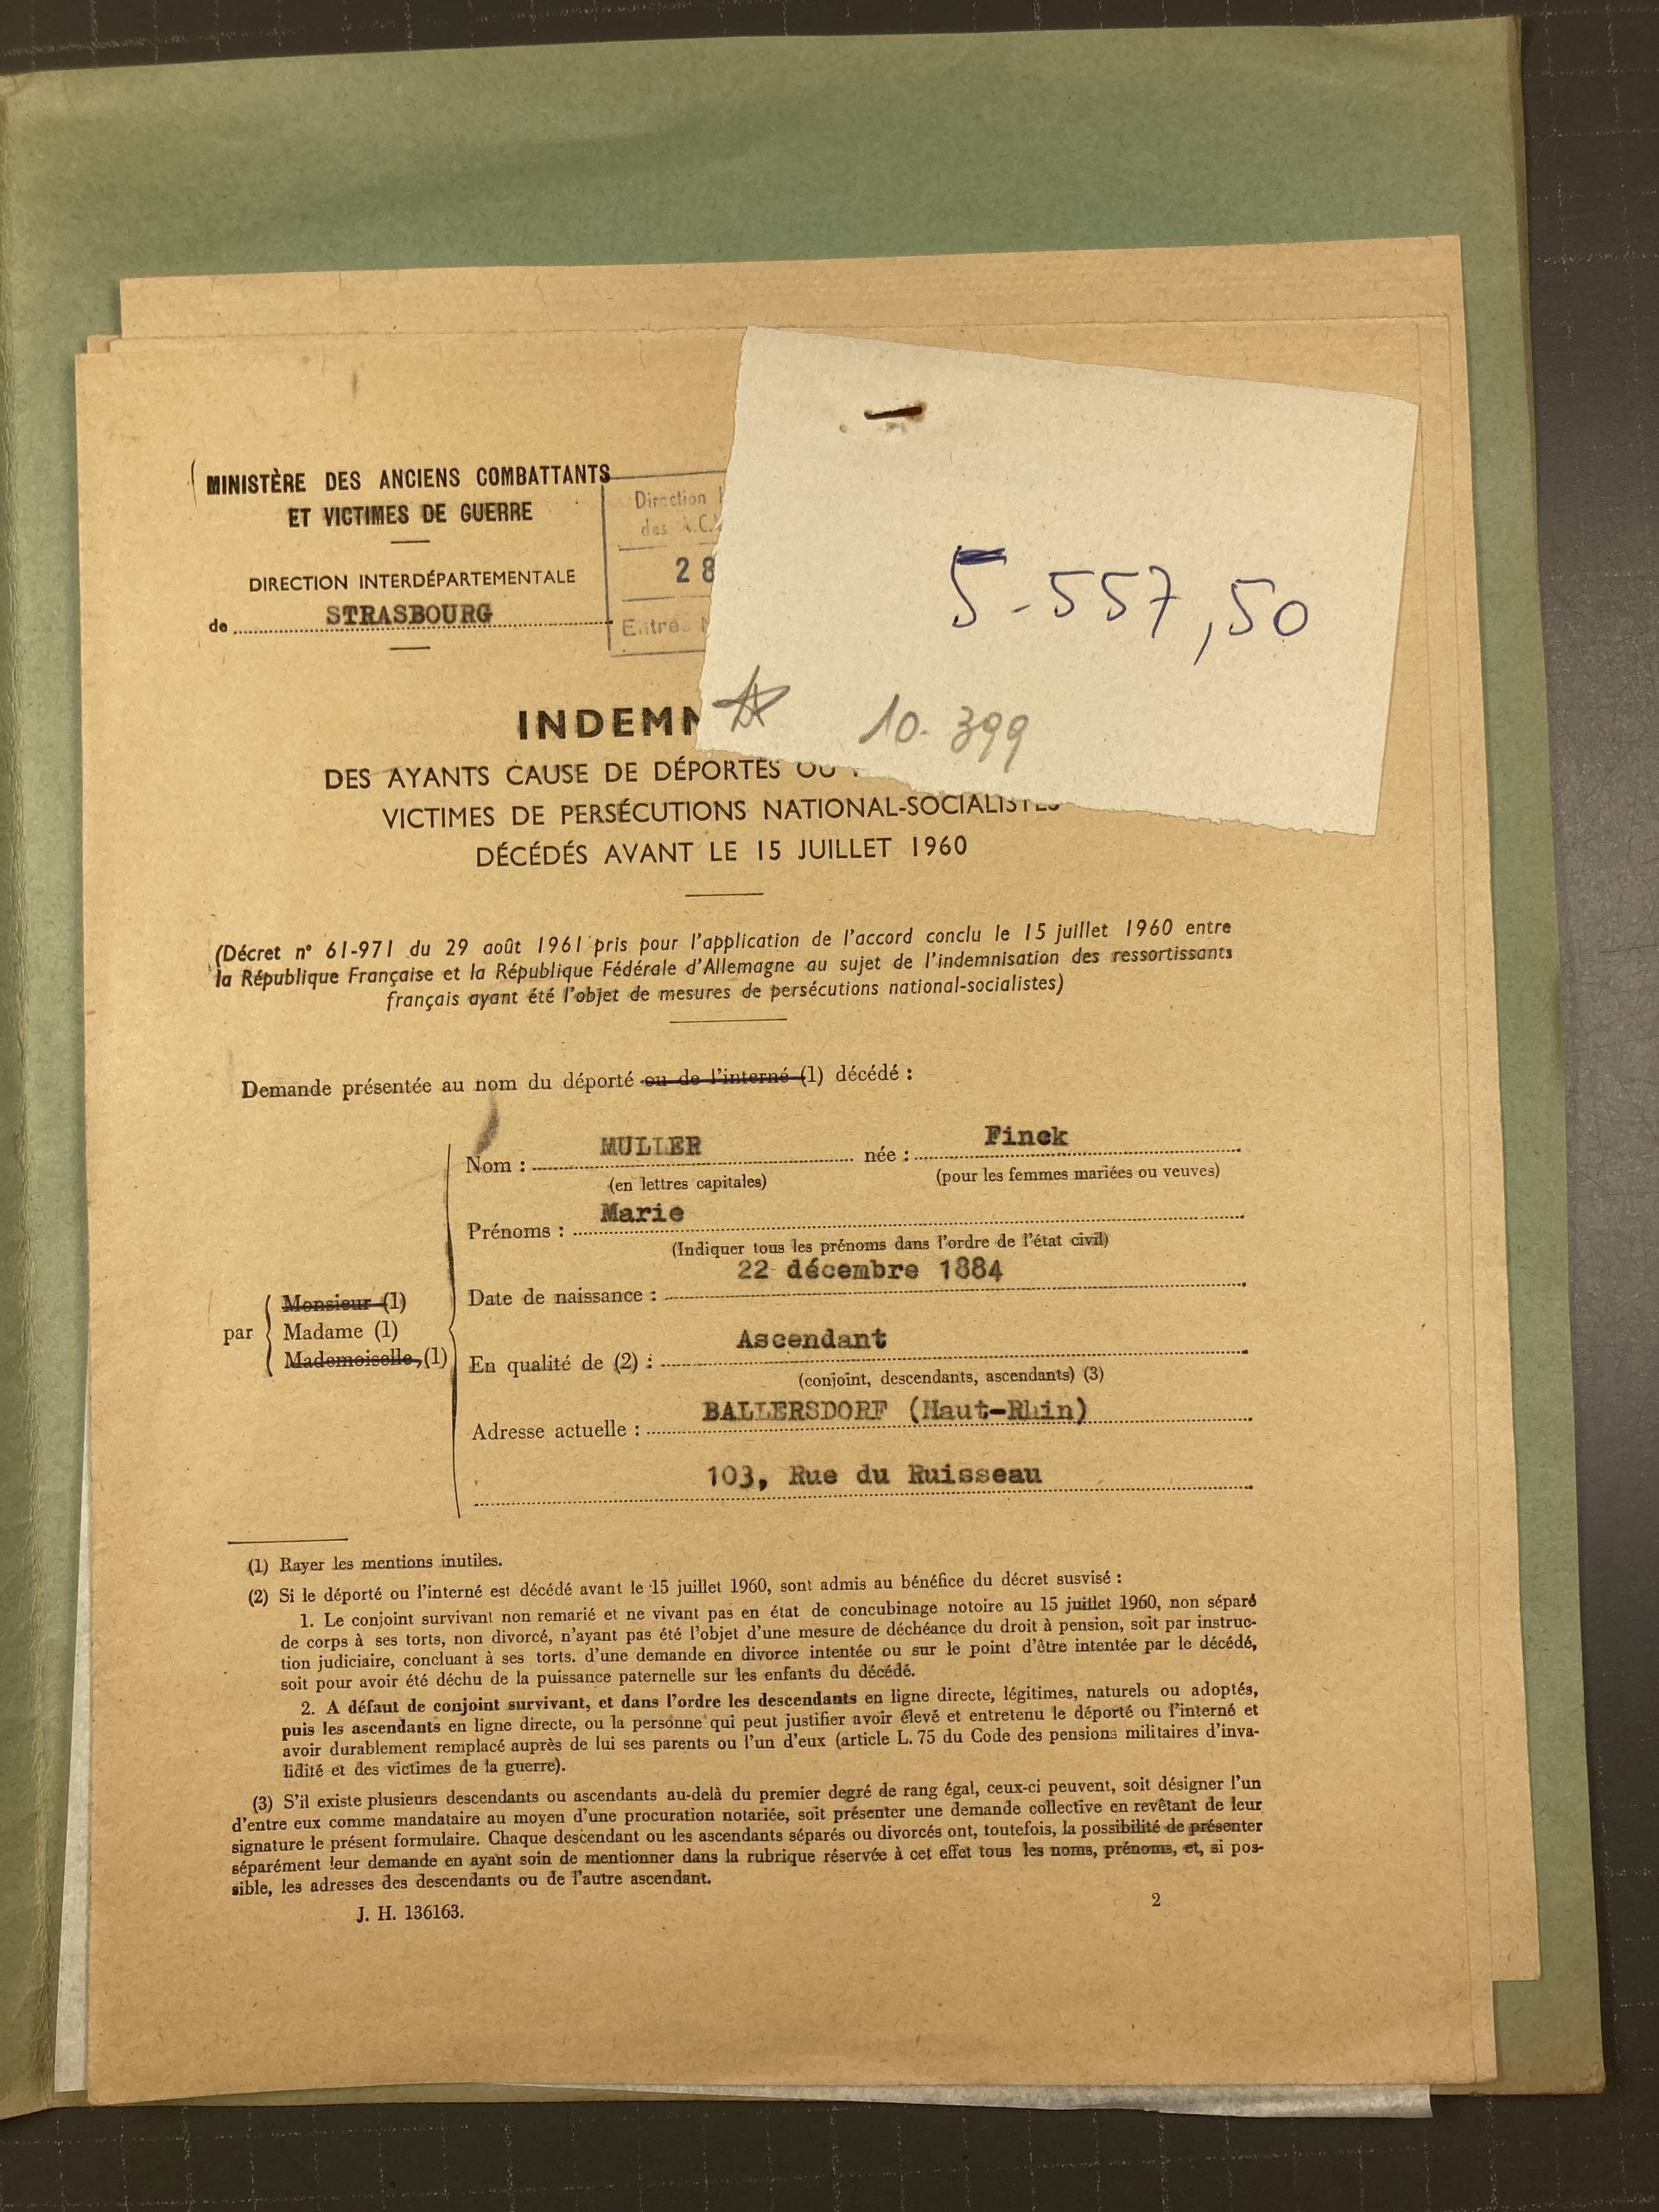 MINISTÈRE DES ANCIENS COMBATTANTS
ET VICTIMES DE GUERRE
DIRECTION INTERDÉPARTEMENTALE
de STRASBOURG
Direction
des A.C.
28
Entrée
5-557,50
10.399
INDEMN
DES AYANTS CAUSE DE DÉPORTÉS OU
VICTIMES DE PERSÉCUTIONS NATIONAL-SOCIALISTES
DÉCÉDÉS AVANT LE 15 JUILLET 1960
(Décret n° 61-971 du 29 août 1961 pris pour l'application de l'accord conclu le 15 juillet 1960 entre
la République Française et la République Fédérale d'Allemagne au sujet de l'indemnisation des ressortissants
français ayant été l'objet de mesures de persécutions national-socialistes)
Demande présentée au nom du déporté ou de l'interné (1) décédé :
Nom : MULLER née : Finck
(en lettres capitales) (pour les femmes mariées ou veuves)
Prénoms : Marie
(Indiquer tous les prénoms dans l'ordre de l'état civil)
Date de naissance : 22 décembre 1884
par
Monsieur (1)
Madame (1)
Mademoiselle, (1)
En qualité de (2) : Ascendant
(conjoint, descendants, ascendants) (3)
Adresse actuelle : BALLERSDORF (Haut-Rhin)
103, Rue du Ruisseau
(1) Rayer les mentions inutiles.
(2) Si le déporté ou l'interné est décédé avant le 15 juillet 1960, sont admis au bénéfice du décret susvisé :
1. Le conjoint survivant non remarié et ne vivant pas en état de concubinage notoire au 15 juillet 1960, non séparé
de corps à ses torts, non divorcé, n'ayant pas été l'objet d'une mesure de déchéance du droit à pension, soit par instruc-
tion judiciaire, concluant à ses torts. d'une demande en divorce intentée ou sur le point d'être intentée par le décédé,
soit pour avoir été déchu de la puissance paternelle sur les enfants du décédé.
2. A défaut de conjoint survivant, et dans l'ordre les descendants en ligne directe, légitimes, naturels ou adoptés,
puis les ascendants en ligne directe, ou la personne qui peut justifier avoir élevé et entretenu le déporté ou l'interné et
avoir durablement remplacé auprès de lui ses parents ou l'un d'eux (article L. 75 du Code des pensions militaires d'inva-
lidité et des victimes de la guerre).
(3) S'il existe plusieurs descendants ou ascendants au-delà du premier degré de rang égal, ceux-ci peuvent, soit désigner l'un
d'entre eux comme mandataire au moyen d'une procuration notariée, soit présenter une demande collective en revêtant de leur
signature le présent formulaire. Chaque descendant ou les ascendants séparés ou divorcés ont, toutefois, la possibilité de présenter
séparément leur demande en ayant soin de mentionner dans la rubrique réservée à cet effet tous les noms, prénoms, et, si pos-
sible, les adresses des descendants ou de l'autre ascendant.
J. H. 136163.
2